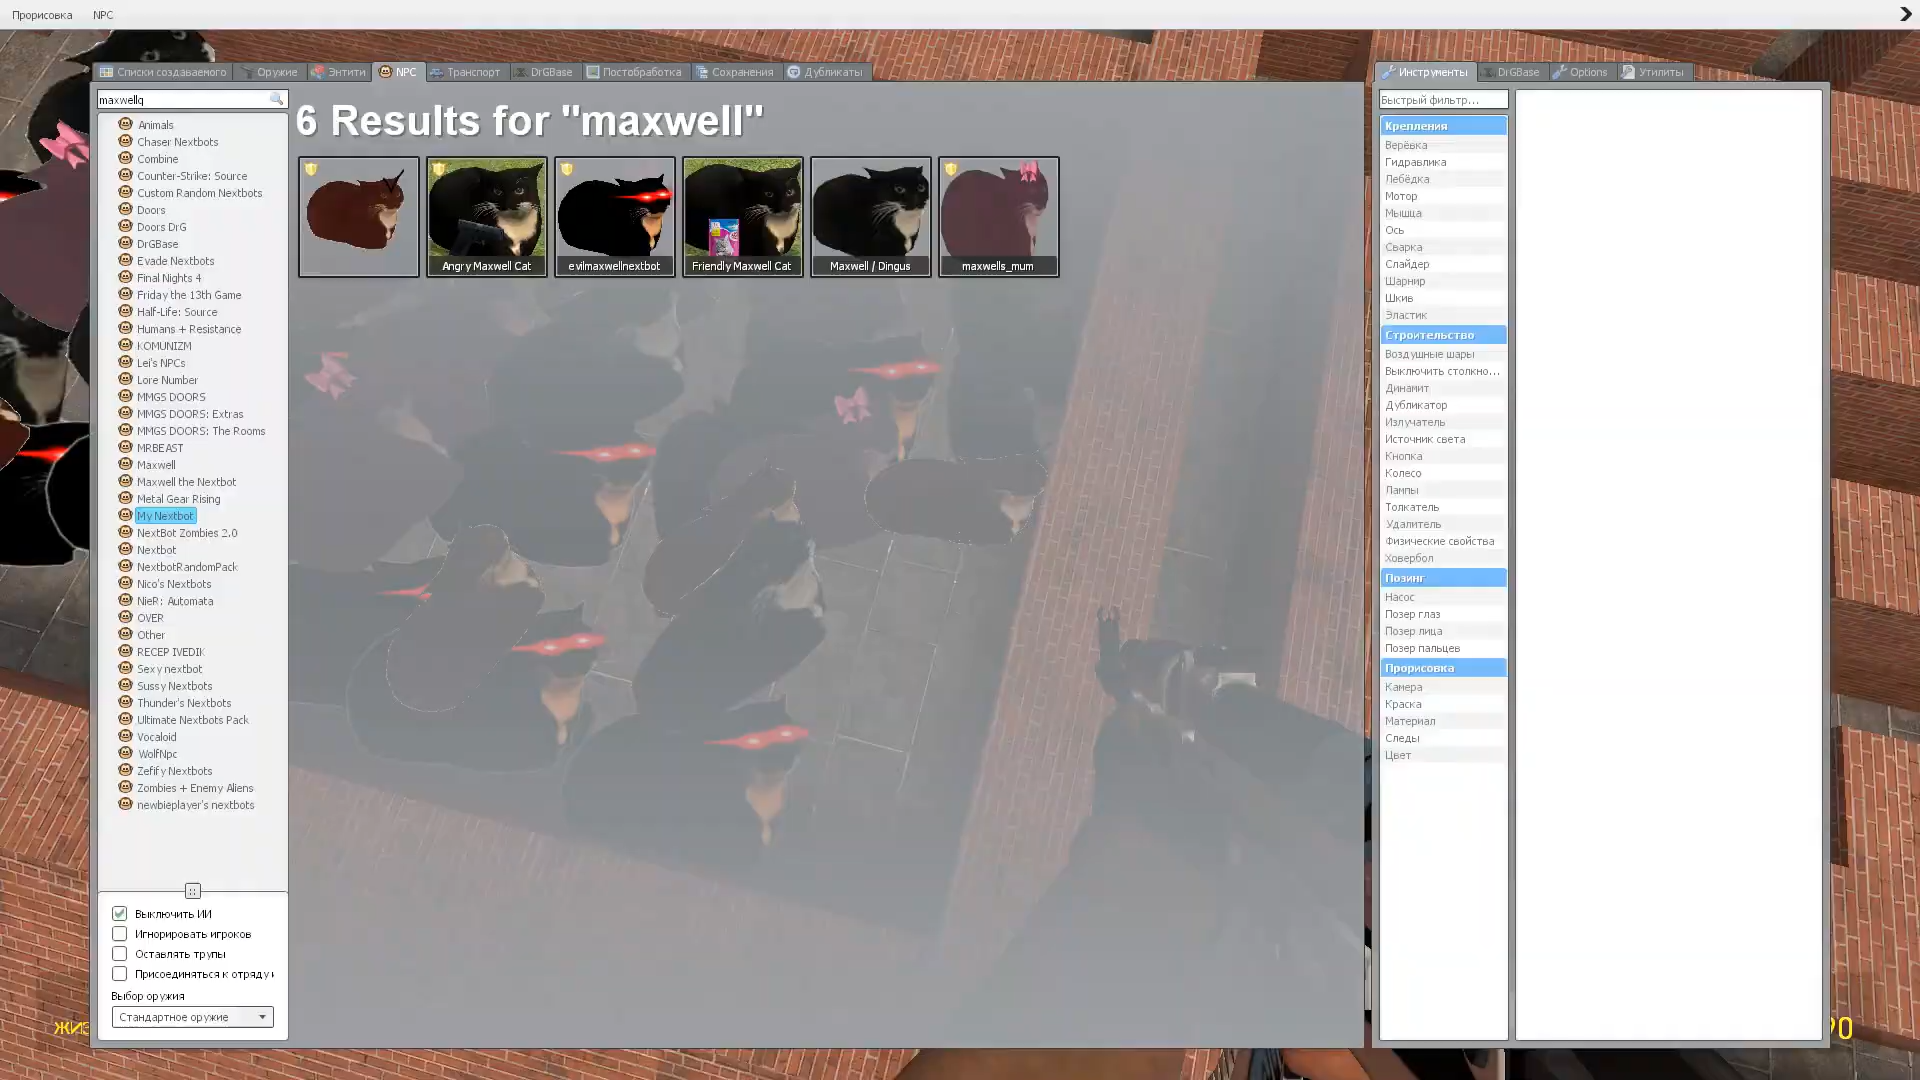 Прорисовка NPC
Списки создаваемого Оружие Энтити NPC Транспорт DrGBase Постобработка Сохранения Дубликаты
maxwellq
6 Results for "maxwell"
Angry Maxwell Cat
evilmaxwellnextbot
Friendly Maxwell Cat
Maxwell / Dingus
maxwells_mum
Animals
Chaser Nextbots
Combine
Counter-Strike: Source
Custom Random Nextbots
Doors
Doors DrG
DrGBase
Evade Nextbots
Final Nights 4
Friday the 13th Game
Half-Life: Source
Humans + Resistance
KOMUNIZM
Lei's NPCs
Lore Number
MMGS DOORS
MMGS DOORS: Extras
MMGS DOORS: The Rooms
MRBEAST
Maxwell
Maxwell the Nextbot
Metal Gear Rising
My Nextbot
NextBot Zombies 2.0
Nextbot
NextbotRandomPack
Nico's Nextbots
NieR: Automata
OVER
Other
RECEP IVEDIK
Sexy nextbot
Sussy Nextbots
Thunder's Nextbots
Ultimate Nextbots Pack
Vocaloid
WolfNpc
Zefify Nextbots
Zombies + Enemy Aliens
newbieplayer's nextbots
Выключить ИИ
Игнорировать игроков
Оставлять трупы
Присоединяться к отряду
Выбор оружия
Стандартное оружие
Инструменты DrGBase Options Утилиты
Быстрый фильтр...
Крепления
Верёвка
Гидравлика
Лебёдка
Мотор
Мышца
Ось
Сварка
Слайдер
Шарнир
Шкив
Эластик
Строительство
Воздушные шары
Выключить столкно...
Динамит
Дубликатор
Излучатель
Источник света
Кнопка
Колесо
Лампы
Толкатель
Удалитель
Физические свойства
Ховербол
Позинг
Насос
Позер глаз
Позер лица
Позер пальцев
Прорисовка
Камера
Краска
Материал
Следы
Цвет